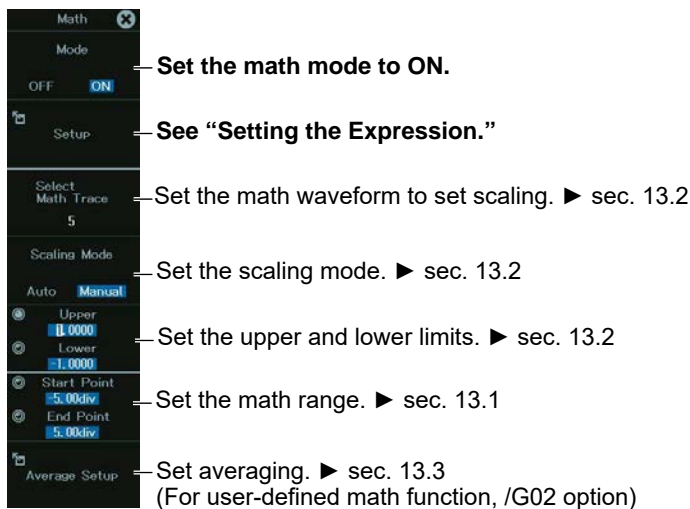 Math
Mode
OFF ON
Set the math mode to ON.
Setup
See “Setting the Expression.”
Select
Math Trace
5
Set the math waveform to set scaling. ► sec. 13.2
Scaling Mode
Auto Manual
Set the scaling mode. ► sec. 13.2
Upper
1.0000
Lower
-1.0000
Set the upper and lower limits. ► sec. 13.2
Start Point
-5.00div
End Point
5.00div
Set the math range. ► sec. 13.1
Average Setup
Set averaging. ► sec. 13.3
(For user-defined math function, /G02 option)